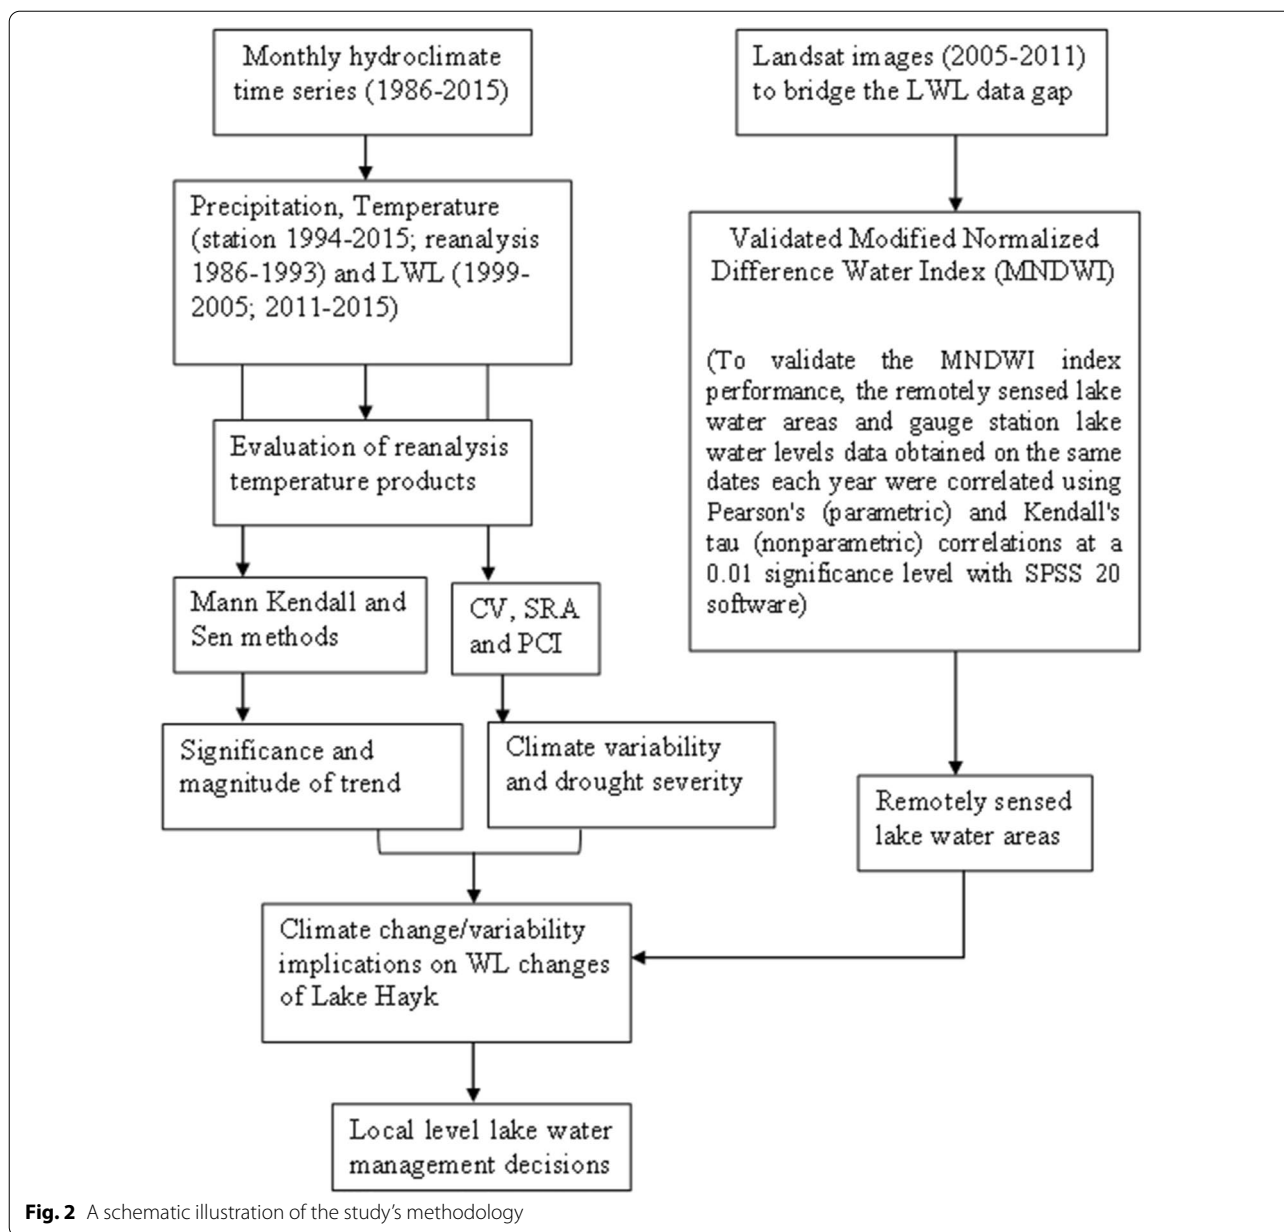 Monthly hydroclimate
time series (1986-2015)
Precipitation, Temperature
(station 1994-2015; reanalysis
1986-1993) and LWL (1999-
2005; 2011-2015)
Evaluation of reanalysis
temperature products
Mann Kendall and
Sen methods
CV, SRA
and PCI
Significance and
magnitude of trend
Climate variability
and drought severity
Landsat images (2005-2011)
to bridge the LWL data gap
Validated Modified Normalized
Difference Water Index (MNDWI)
(To validate the MNDWI index
performance, the remotely sensed lake
water areas and gauge station lake
water levels data obtained on the same
dates each year were correlated using
Pearson's (parametric) and Kendall's
tau (nonparametric) correlations at a
0.01 significance level with SPSS 20
software)
Remotely sensed
lake water areas
Climate change/variability
implications on WL changes
of Lake Hayk
Local level lake water
management decisions
Fig. 2 A schematic illustration of the study's methodology